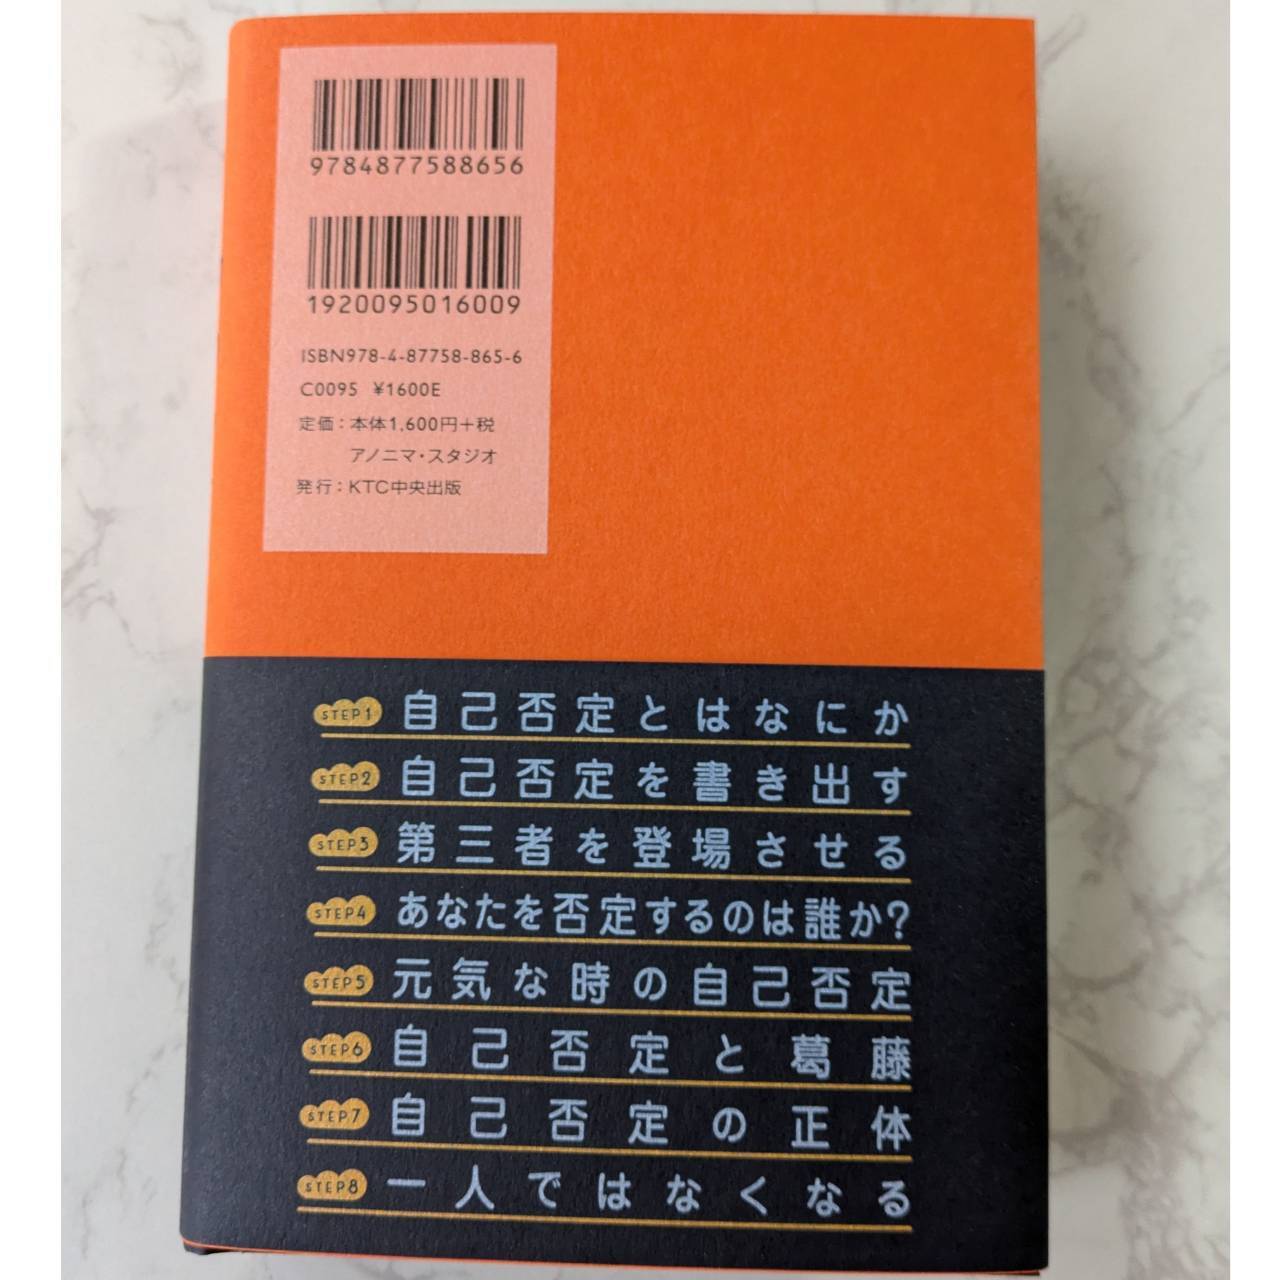 9784877588656
1920095016009
ISBN978-4-87758-865-6
C0095 ¥1600E
定価：本体1,600円＋税
アノニマ・スタジオ
発行：KTC中央出版
STEP1 自己否定とはなにか
STEP2 自己否定を書き出す
STEP3 第三者を登場させる
STEP4 あなたを否定するのは誰か?
STEP5 元気な時の自己否定
STEP6 自己否定と葛藤
STEP7 自己否定の正体
STEP8 一人ではなくなる